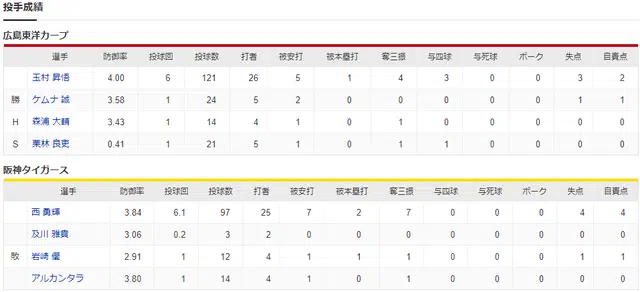 投手成績
広島東洋カープ
選手 防御率 投球回 投球数 打者 被安打 被本塁打 奪三振 与四球 与死球 ボーク 失点 自責点
玉村 昇悟 4.00 6 121 26 5 1 4 3 0 0 3 2
勝 ケムナ 誠 3.58 1 24 5 2 0 0 0 0 0 1 1
H 森浦 大輔 3.43 1 14 4 1 0 1 0 0 0 0 0
S 栗林 良吏 0.41 1 21 5 1 0 1 1 0 0 0 0
阪神タイガース
選手 防御率 投球回 投球数 打者 被安打 被本塁打 奪三振 与四球 与死球 ボーク 失点 自責点
西 勇輝 3.84 6.1 97 25 7 2 7 0 0 0 4 4
及川 雅貴 3.06 0.2 3 2 0 0 0 0 0 0 0 0
敗 岩崎 優 2.91 1 12 4 1 1 1 0 0 0 1 1
アルカンタラ 3.80 1 14 4 1 0 1 0 0 0 0 0